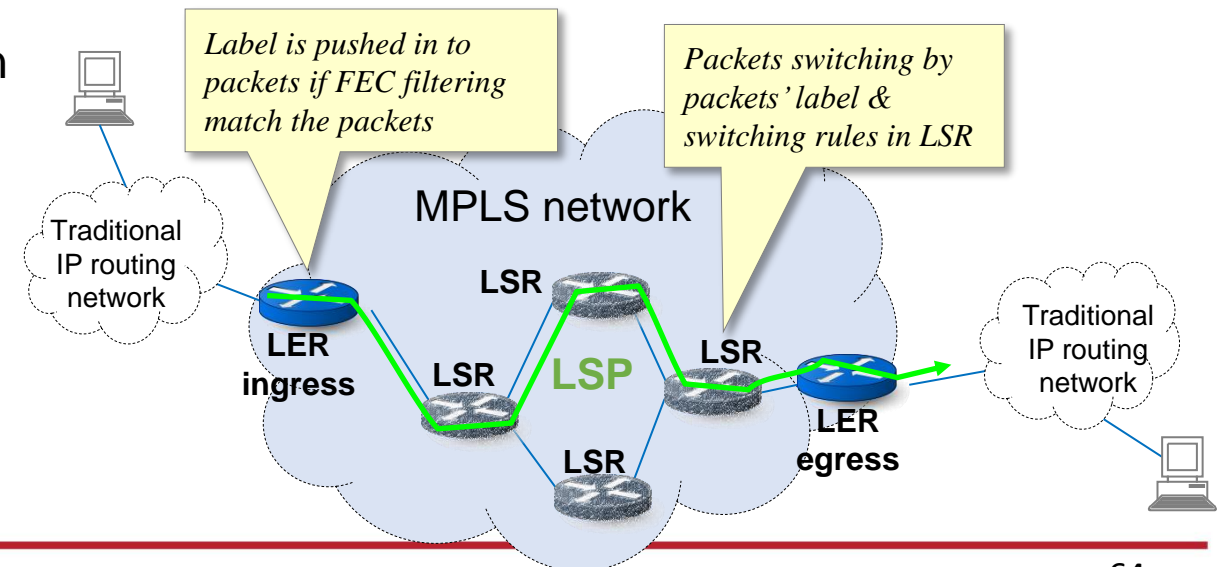 Label is pushed in to
packets if FEC filtering
match the packets
Packets switching by
packets’ label &
switching rules in LSR
MPLS network
Traditional
IP routing
network
LSR
LER
ingress
LSR
LSP
LSR
LSR
LER
egress
Traditional
IP routing
network